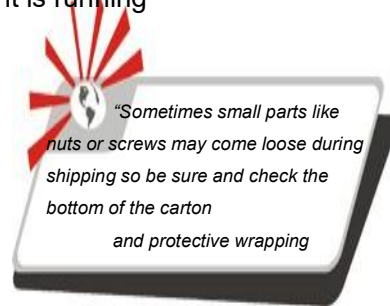 it is running
“Sometimes small parts like
nuts or screws may come loose during
shipping so be sure and check the
bottom of the carton
and protective wrapping